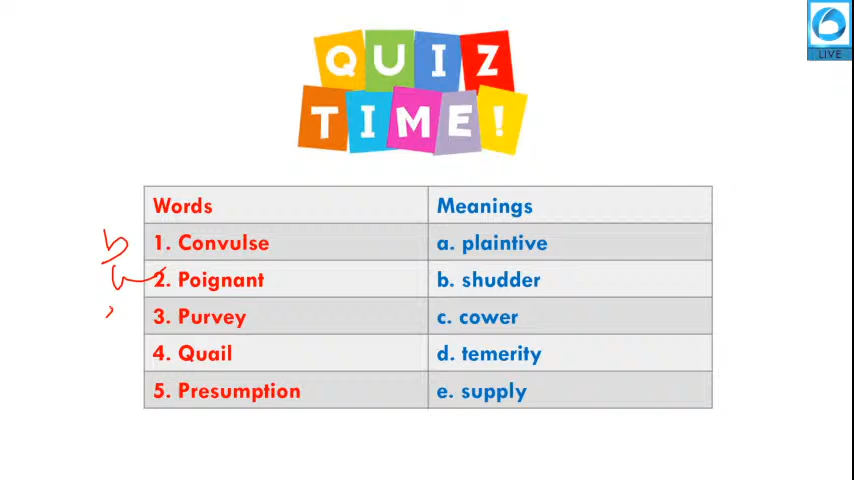 QUIZ
TIME!
LIVE
Words Meanings
b 1. Convulse a. plaintive
2. Poignant b. shudder
3. Purvey c. cower
4. Quail d. temerity
5. Presumption e. supply